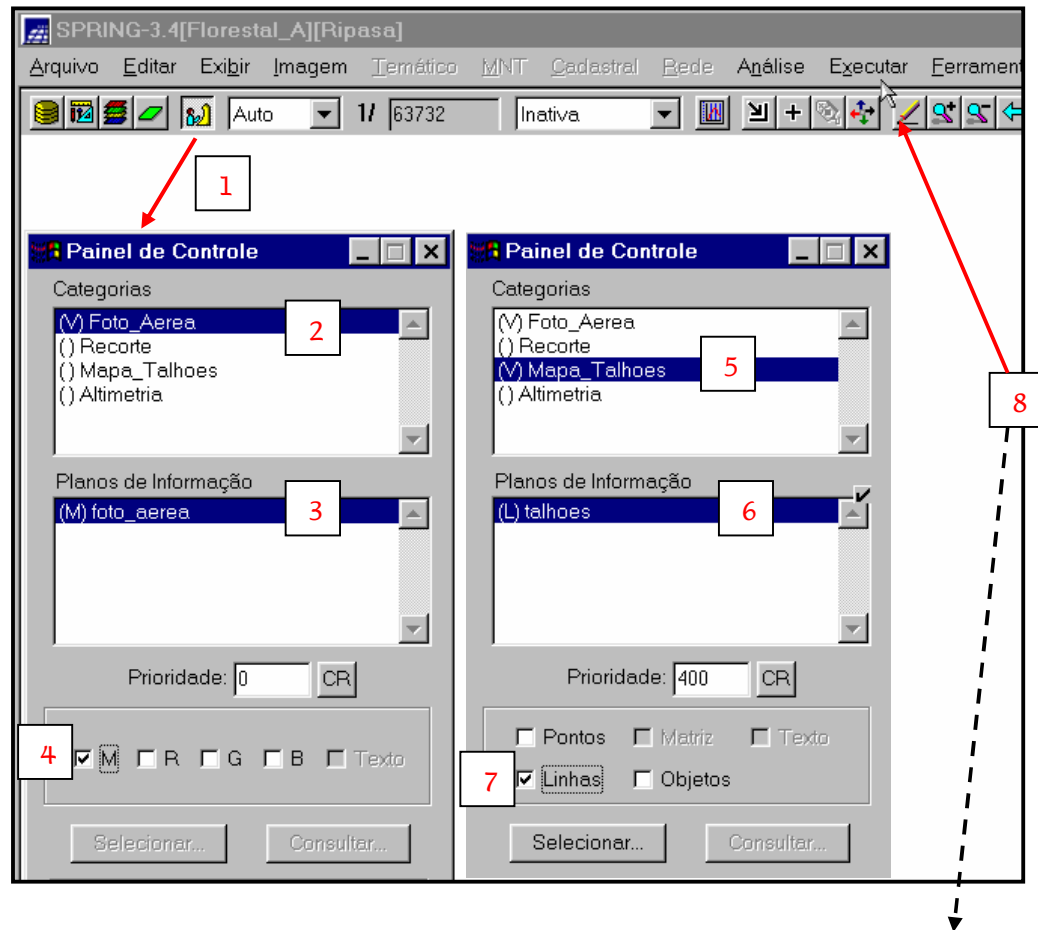 SPRING-3.4[Florestal_A][Ripasa]
Arquivo Editar Exibir Imagem Temático MNT Cadastral Rede Análise Executar Ferrament
Auto 1/ 63732 Inativa
1
Painel de Controle
Categorias
(V) Foto_Aerea
() Recorte
() Mapa_Talhoes
() Altimetria
2
Planos de Informação
(M) foto_aerea
3
Prioridade: 0 CR
4
M R G B Texto
Selecionar... Consultar...
Painel de Controle
Categorias
(V) Foto_Aerea
() Recorte
(V) Mapa_Talhoes
() Altimetria
5
Planos de Informação
(L) talhoes
6
Prioridade: 400 CR
Pontos Matriz Texto
7
Linhas Objetos
Selecionar... Consultar...
8